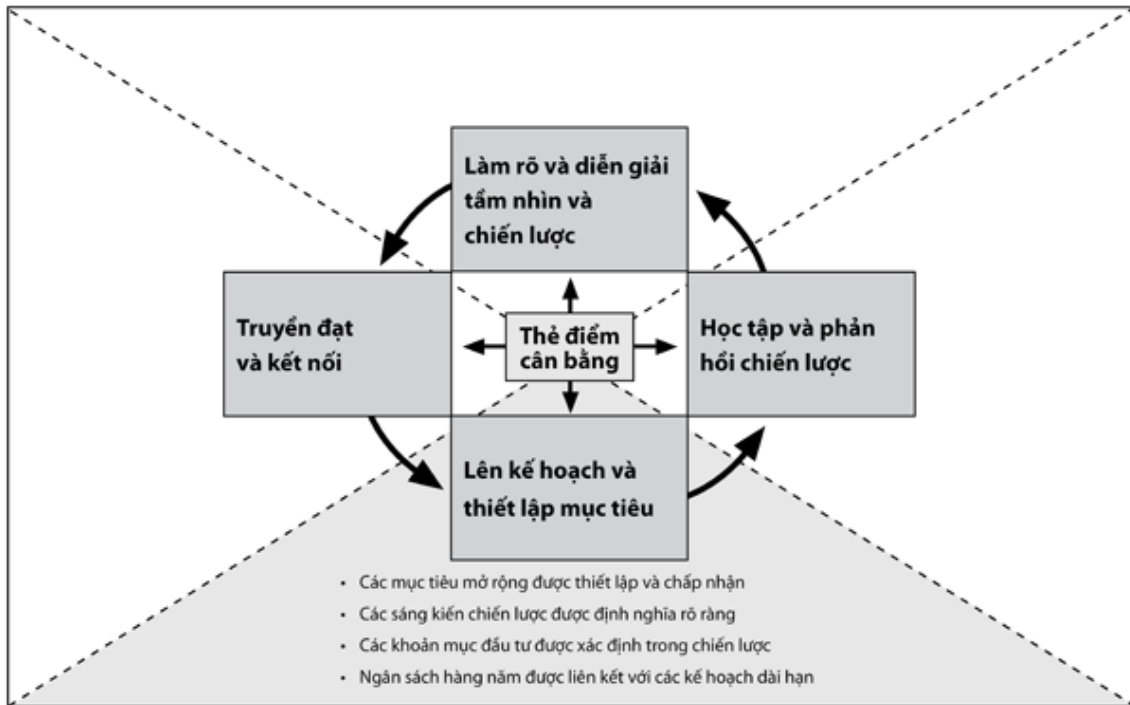 Làm rõ và diễn giải
tầm nhìn và
chiến lược
Truyền đạt
và kết nối
Thẻ điểm
cân bằng
Học tập và phản
hồi chiến lược
Lên kế hoạch và
thiết lập mục tiêu
• Các mục tiêu mở rộng được thiết lập và chấp nhận
• Các sáng kiến chiến lược được định nghĩa rõ ràng
• Các khoản mục đầu tư được xác định trong chiến lược
• Ngân sách hàng năm được liên kết với các kế hoạch dài hạn